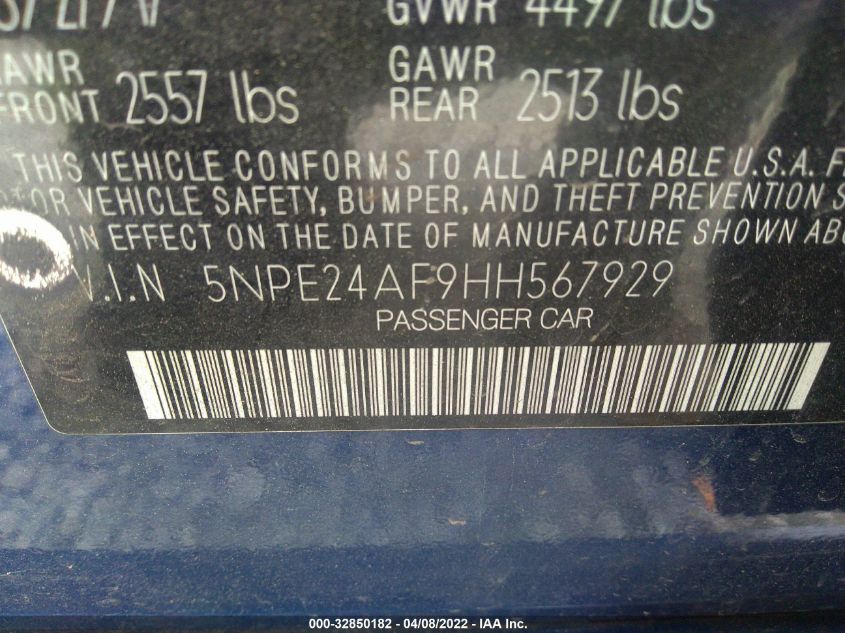 GVWR 4497 lbs
GAWR
FRONT 2557 lbs
GAWR
REAR 2513 lbs
THIS VEHICLE CONFORMS TO ALL APPLICABLE U.S.A. F
OR VEHICLE SAFETY, BUMPER, AND THEFT PREVENTION S
IN EFFECT ON THE DATE OF MANUFACTURE SHOWN ABO
V.I.N 5NPE24AF9HH567929
PASSENGER CAR
000-32850182 - 04/08/2022 - IAA Inc.